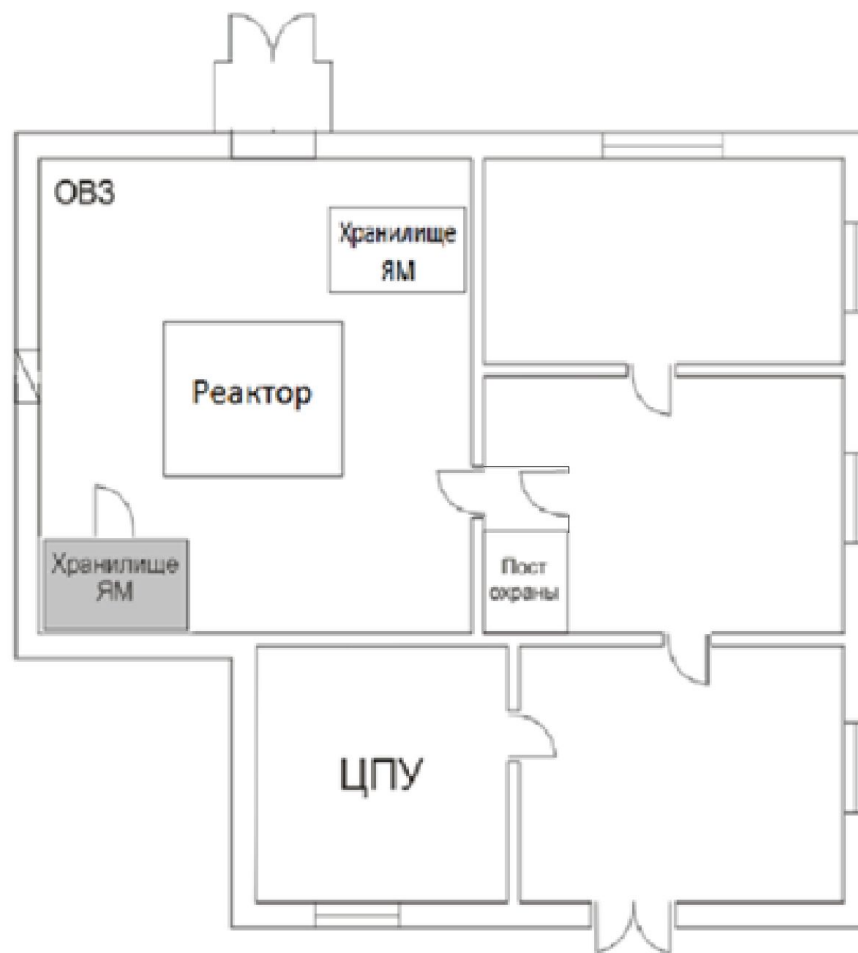 ОВЗ
Хранилище
ЯМ
Реактор
Хранилище
ЯМ
Пост
охраны
ЦПУ